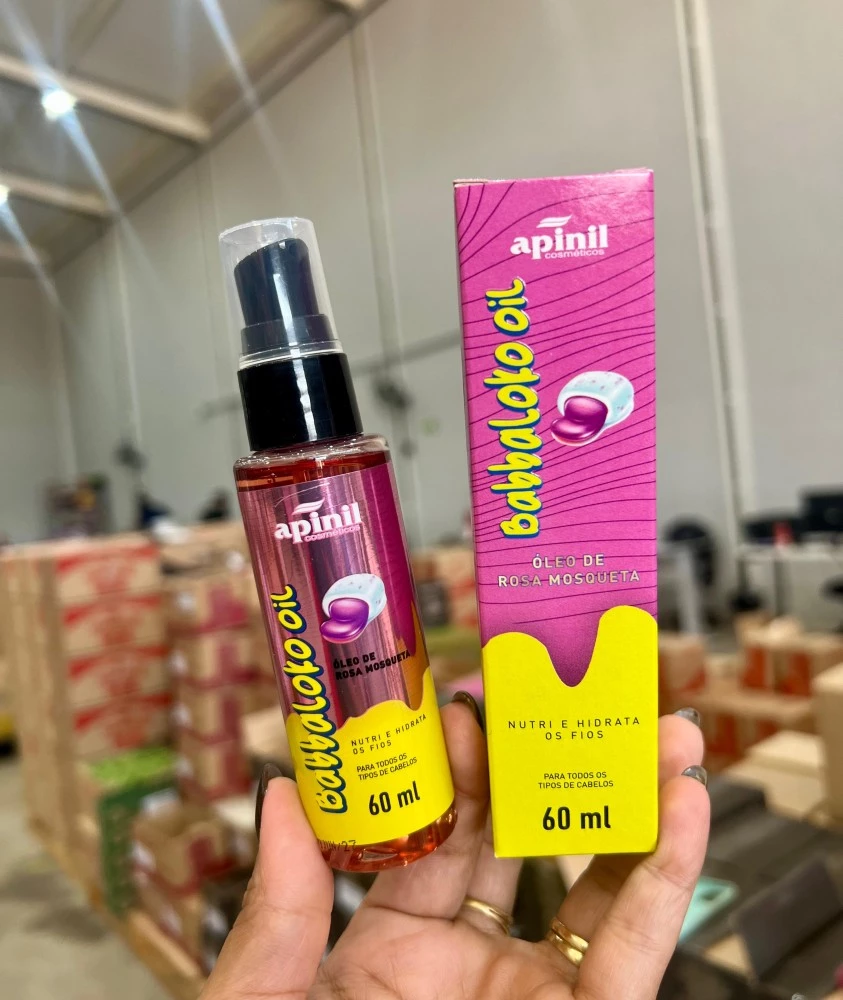 apinil
cosméticos
Babbaloko oil
ÓLEO DE
ROSA MOSQUETA
NUTRI E HIDRATA
OS FIOS
PARA TODOS OS
TIPOS DE CABELOS
60 ml
apinil
cosméticos
Babbaloko oil
ÓLEO DE
ROSA MOSQUETA
NUTRI E HIDRATA
OS FIOS
PARA TODOS OS
TIPOS DE CABELOS
60 ml